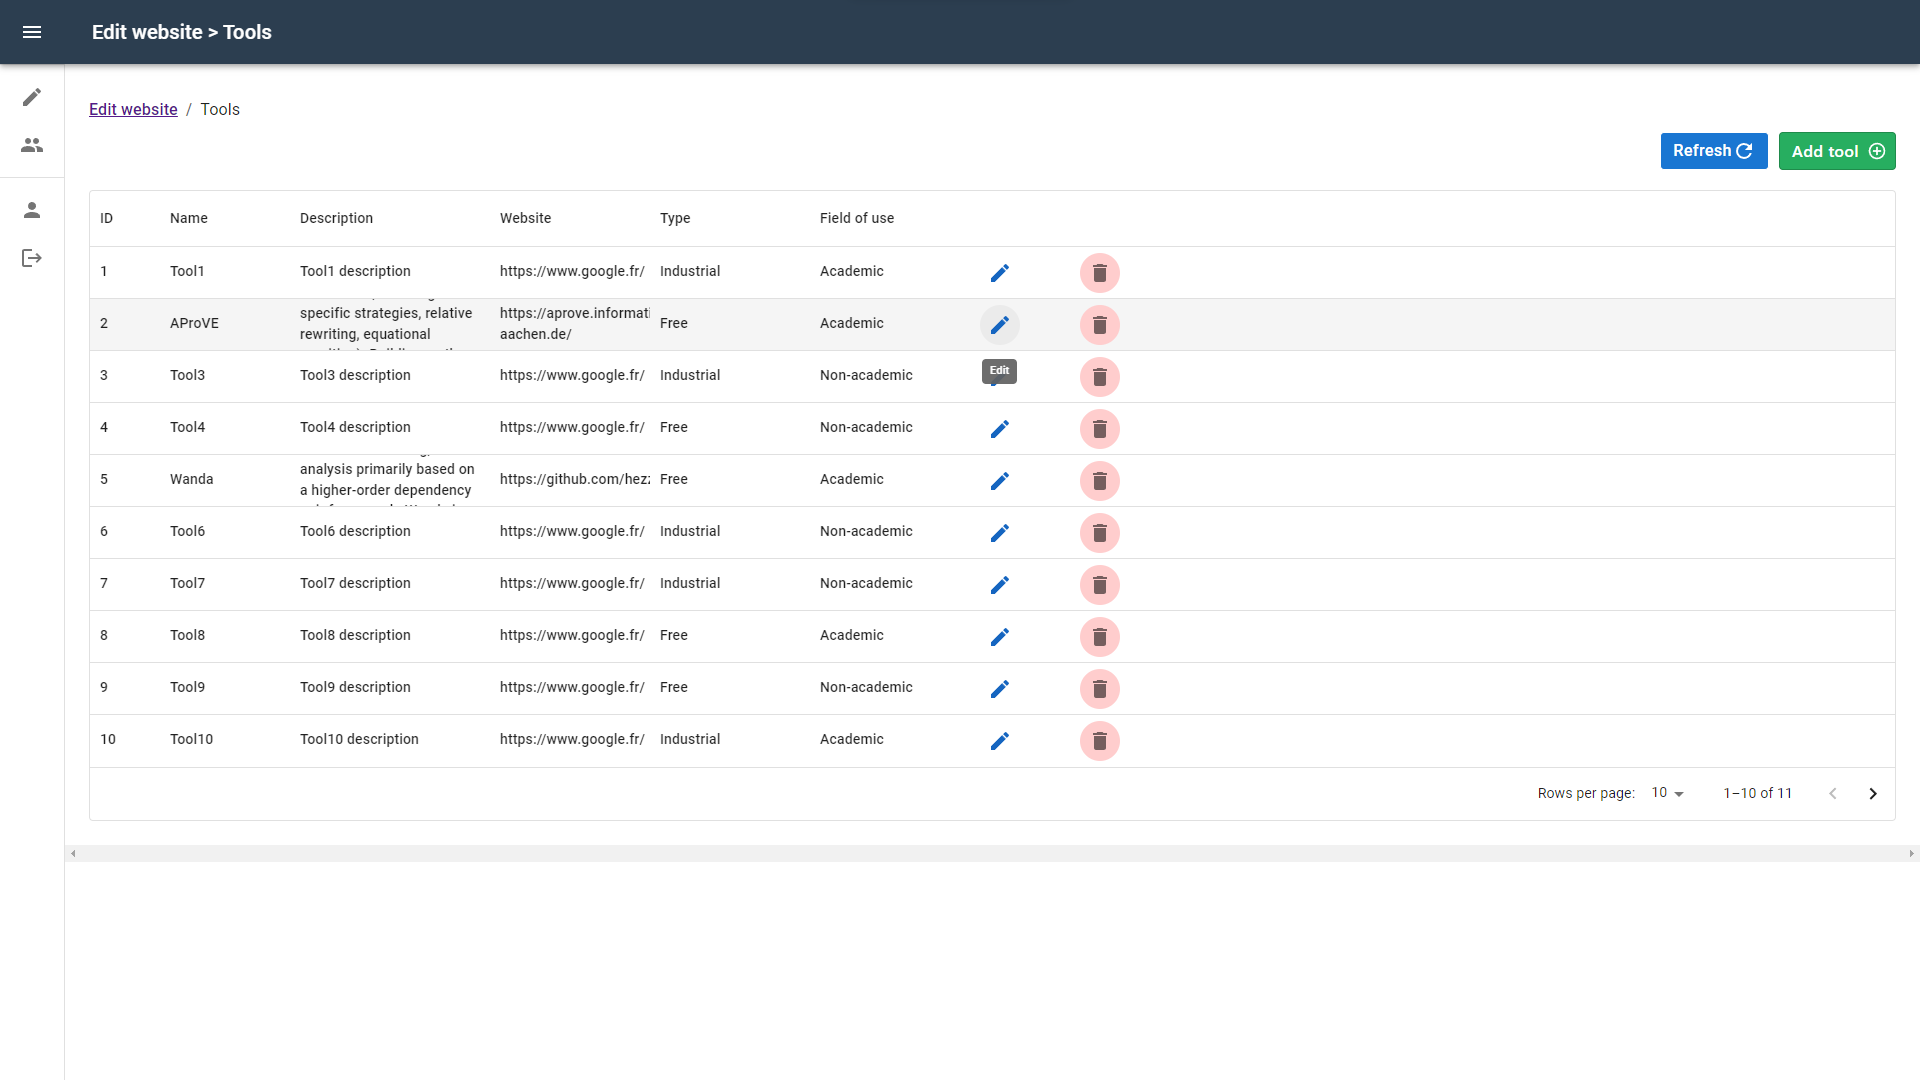 Edit website > Tools
Edit website / Tools
Refresh
Add tool
ID Name Description Website Type Field of use
1 Tool1 Tool1 description https://www.google.fr/ Industrial Academic
2 AProVE specific strategies, relative rewriting, equational https://aprove.informati aachen.de/ Free Academic
Edit
3 Tool3 Tool3 description https://www.google.fr/ Industrial Non-academic
4 Tool4 Tool4 description https://www.google.fr/ Free Non-academic
5 Wanda analysis primarily based on a higher-order dependency https://github.com/hezz Free Academic
6 Tool6 Tool6 description https://www.google.fr/ Industrial Non-academic
7 Tool7 Tool7 description https://www.google.fr/ Industrial Non-academic
8 Tool8 Tool8 description https://www.google.fr/ Free Academic
9 Tool9 Tool9 description https://www.google.fr/ Free Non-academic
10 Tool10 Tool10 description https://www.google.fr/ Industrial Academic
Rows per page: 10 1–10 of 11